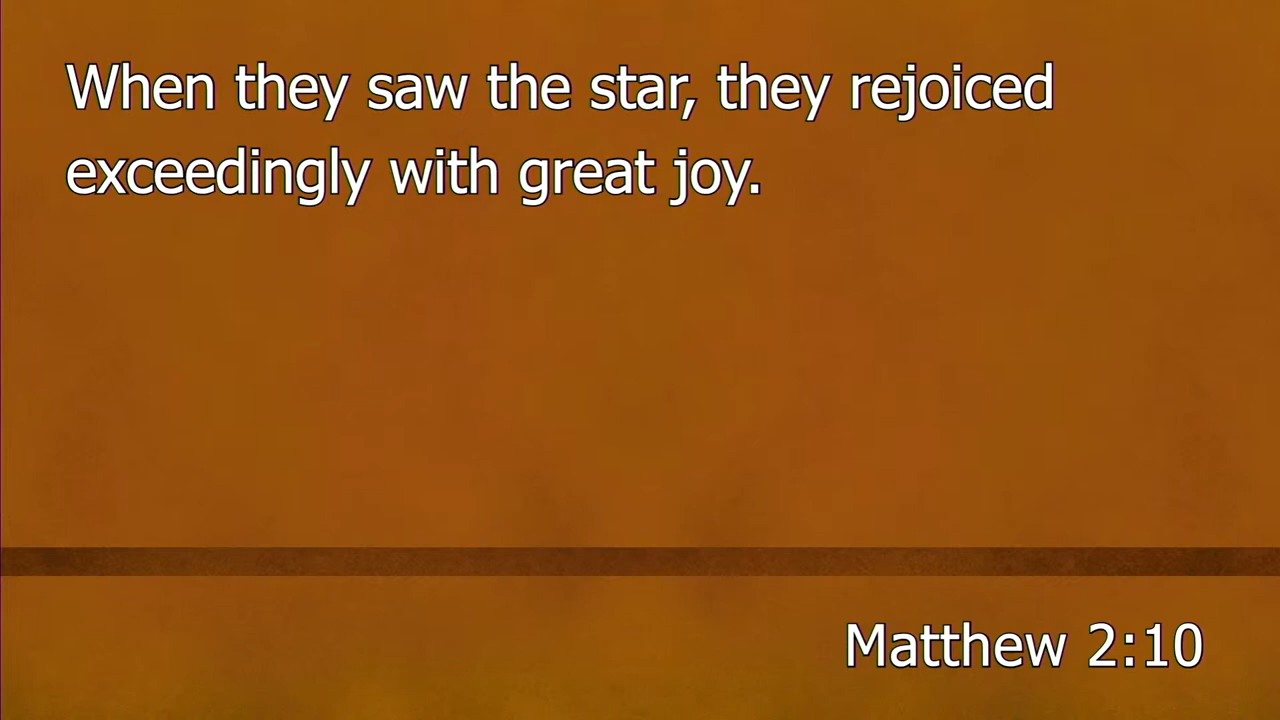 When they saw the star, they rejoiced
exceedingly with great joy.
Matthew 2:10